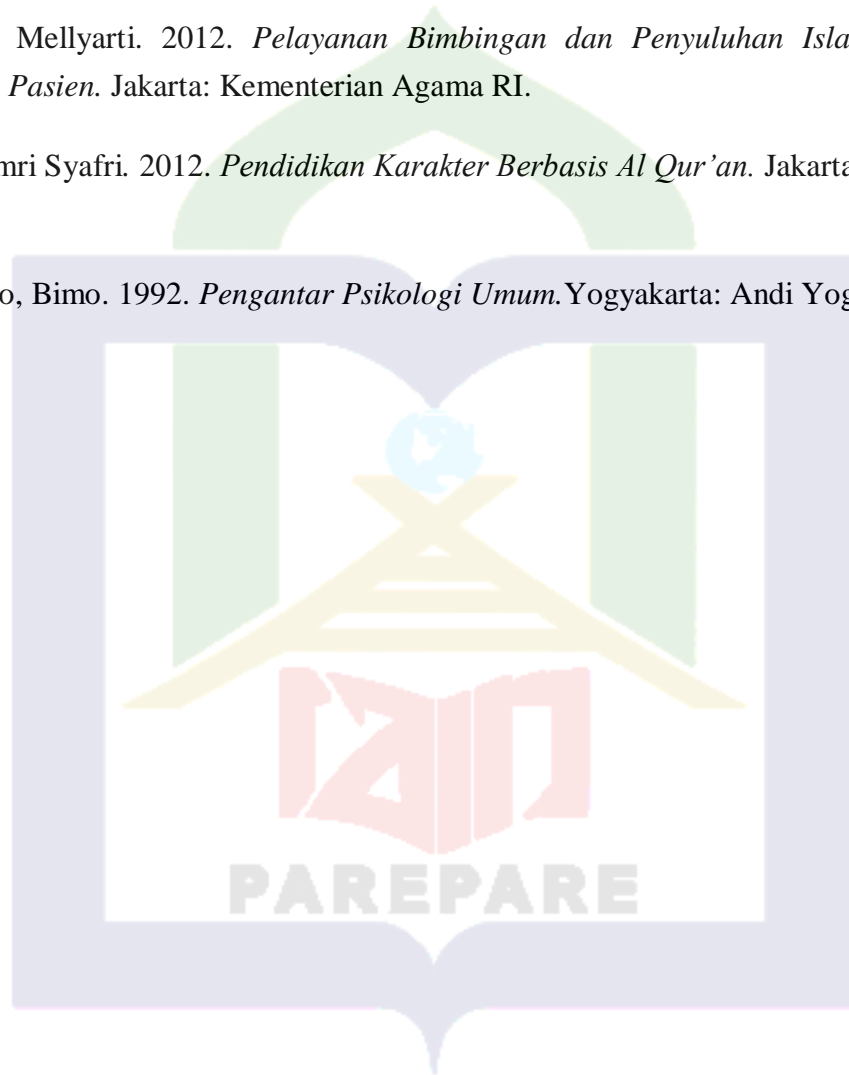 Mellyarti. 2012. Pelayanan Bimbingan dan Penyuluhan Isla
Pasien. Jakarta: Kementerian Agama RI.
mri Syafri. 2012. Pendidikan Karakter Berbasis Al Qur’an. Jakarta
o, Bimo. 1992. Pengantar Psikologi Umum.Yogyakarta: Andi Yog
PAREPARE